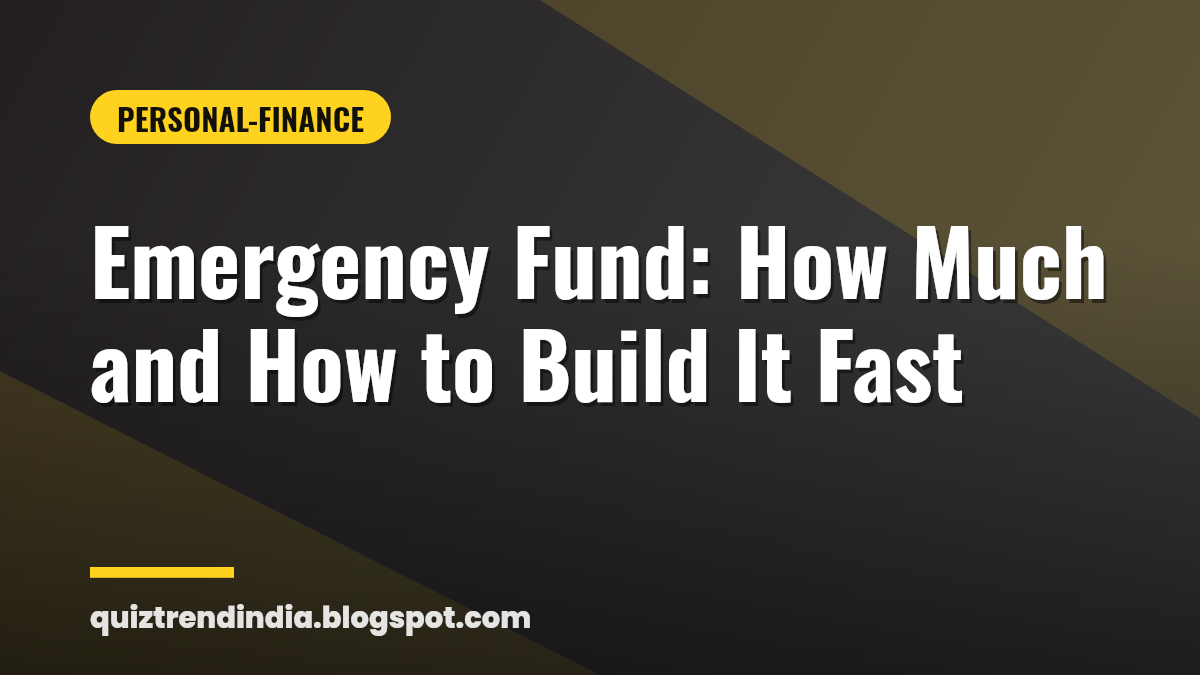 PERSONAL-FINANCE
Emergency Fund: How Much
and How to Build It Fast
quiztrendindia.blogspot.com